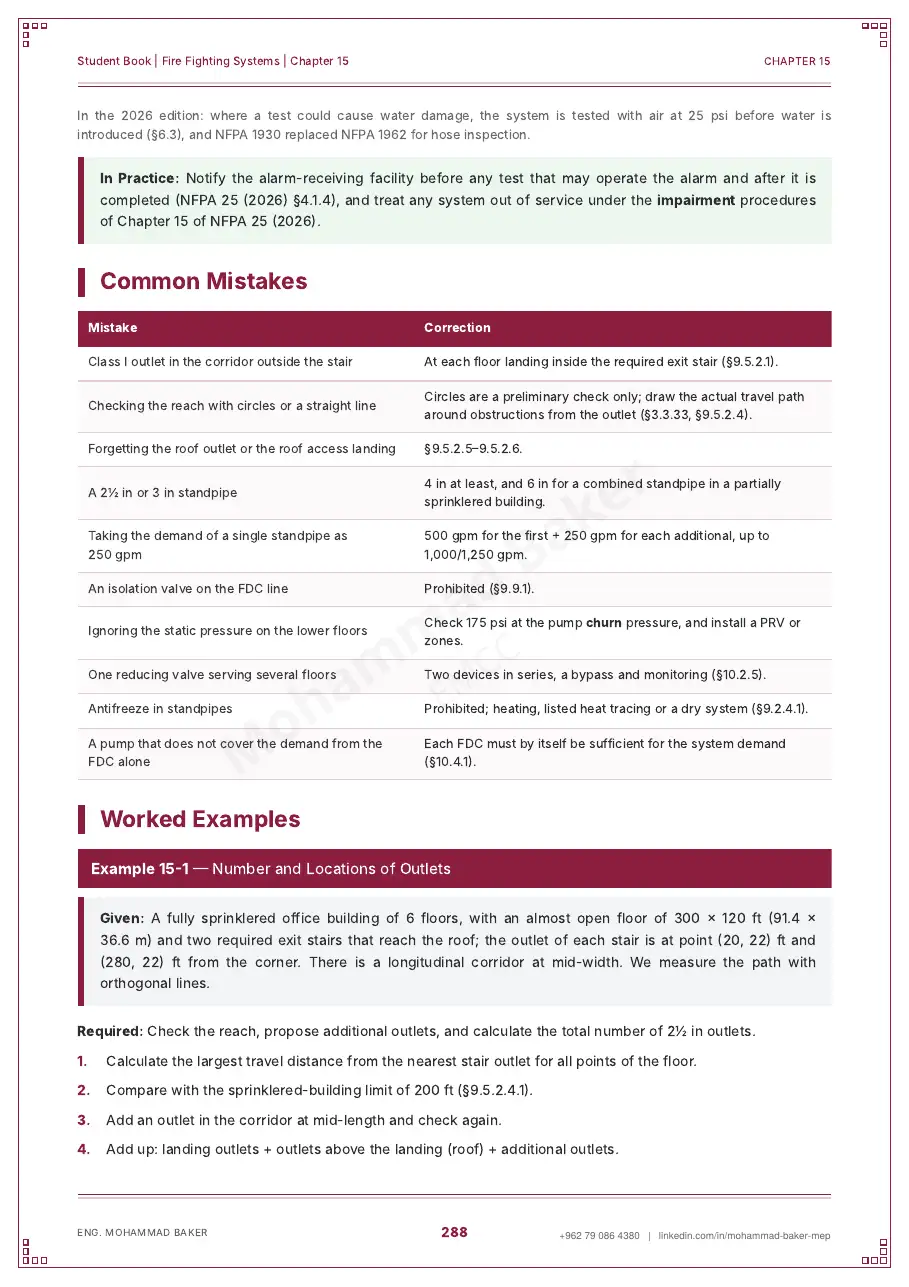 Student Book | Fire Fighting Systems | Chapter 15
CHAPTER 15
In the 2026 edition: where a test could cause water damage, the system is tested with air at 25 psi before water is
introduced (§6.3), and NFPA 1930 replaced NFPA 1962 for hose inspection.
In Practice: Notify the alarm-receiving facility before any test that may operate the alarm and after it is
completed (NFPA 25 (2026) §4.1.4), and treat any system out of service under the impairment procedures
of Chapter 15 of NFPA 25 (2026).
Common Mistakes
Mistake
Correction
Class I outlet in the corridor outside the stair
At each floor landing inside the required exit stair (§9.5.2.1).
Checking the reach with circles or a straight line
Circles are a preliminary check only; draw the actual travel path
around obstructions from the outlet (§3.3.33, §9.5.2.4).
Forgetting the roof outlet or the roof access landing
§9.5.2.5–9.5.2.6.
A 2½ in or 3 in standpipe
4 in at least, and 6 in for a combined standpipe in a partially
sprinklered building.
Taking the demand of a single standpipe as
250 gpm
500 gpm for the first + 250 gpm for each additional, up to
1,000/1,250 gpm.
An isolation valve on the FDC line
Prohibited (§9.9.1).
Ignoring the static pressure on the lower floors
Check 175 psi at the pump churn pressure, and install a PRV or
zones.
One reducing valve serving several floors
Two devices in series, a bypass and monitoring (§10.2.5).
Antifreeze in standpipes
Prohibited; heating, listed heat tracing or a dry system (§9.2.4.1).
A pump that does not cover the demand from the
FDC alone
Each FDC must by itself be sufficient for the system demand
(§10.4.1).
Mohammad Baker
Worked Examples
Example 15-1 — Number and Locations of Outlets
Given: A fully sprinklered office building of 6 floors, with an almost open floor of 300 × 120 ft (91.4 ×
36.6 m) and two required exit stairs that reach the roof; the outlet of each stair is at point (20, 22) ft and
(280, 22) ft from the corner. There is a longitudinal corridor at mid-width. We measure the path with
orthogonal lines.
Required: Check the reach, propose additional outlets, and calculate the total number of 2½ in outlets.
1. Calculate the largest travel distance from the nearest stair outlet for all points of the floor.
2. Compare with the sprinklered-building limit of 200 ft (§9.5.2.4.1).
3. Add an outlet in the corridor at mid-length and check again.
4. Add up: landing outlets + outlets above the landing (roof) + additional outlets.
ENG. MOHAMMAD BAKER
288
+962 79 086 4380 | linkedin.com/in/mohammad-baker-mep